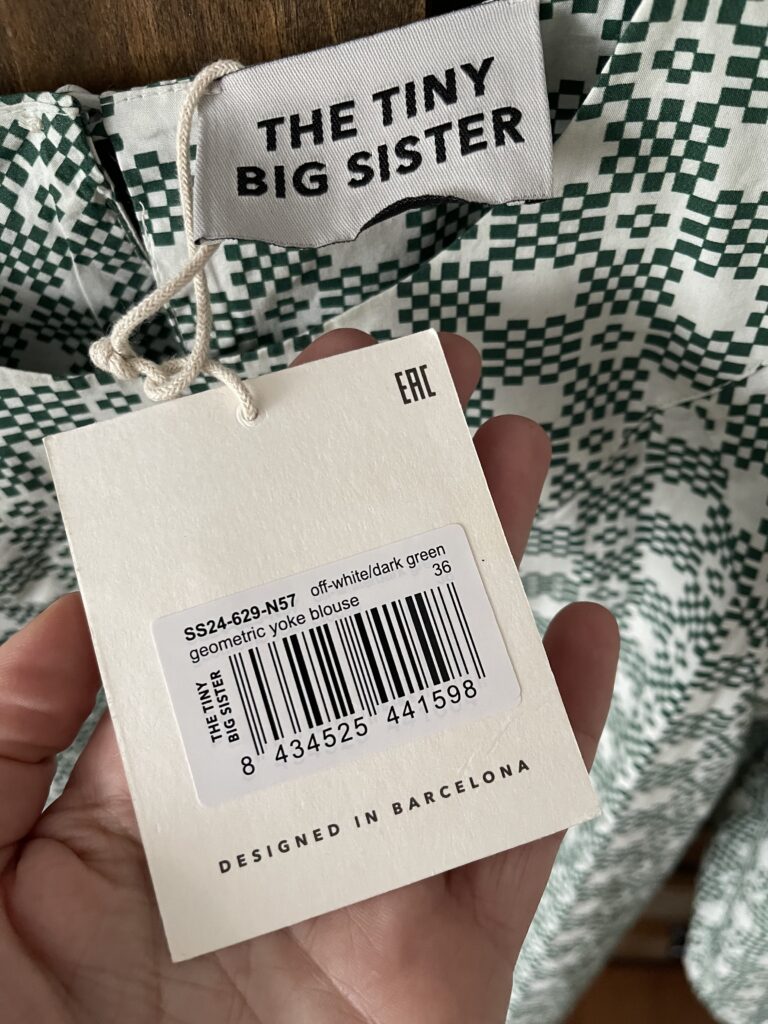 THE TINY
BIG SISTER
EAC
SS24-629-N57 off-white/dark green
geometric yoke blouse 36
THE TINY
BIG SISTER
8 434525 441598
DESIGNED IN BARCELONA